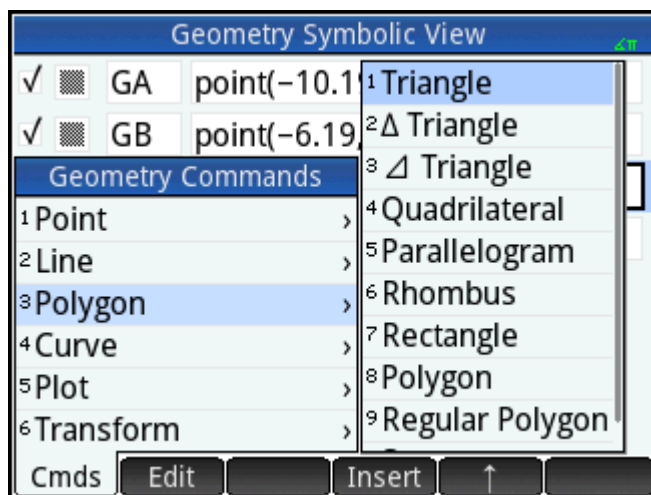 Geometry Symbolic View
∡π
√ GA point(-10.19
√ GB point(-6.19,
Geometry Commands
1 Point ›
2 Line ›
3 Polygon ›
4 Curve ›
5 Plot ›
6 Transform ›
1 Triangle
2 Δ Triangle
3 ⊿ Triangle
4 Quadrilateral
5 Parallelogram
6 Rhombus
7 Rectangle
8 Polygon
9 Regular Polygon
Cmds Edit Insert ↑